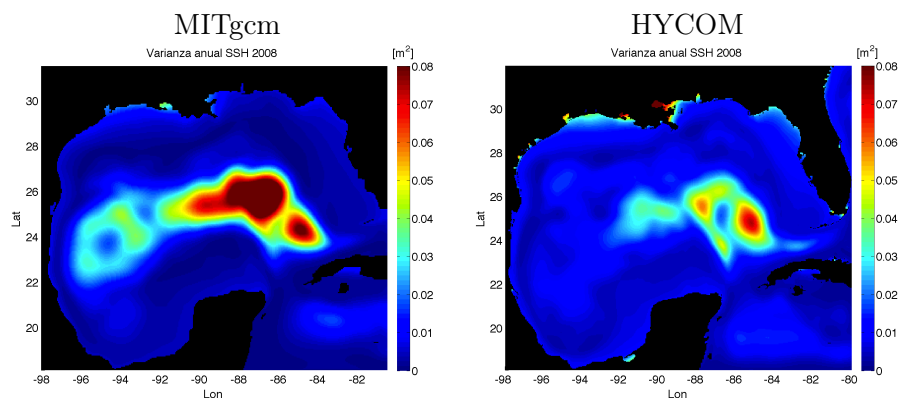 MITgcm
Varianza anual SSH 2008
[m²]
30
28
26
24
22
20
Lat
-98 -96 -94 -92 -90 -88 -86 -84 -82
Lon
0.08
0.07
0.06
0.05
0.04
0.03
0.02
0.01
0
HYCOM
Varianza anual SSH 2008
[m²]
30
28
26
24
22
20
Lat
-98 -96 -94 -92 -90 -88 -86 -84 -82 -80
Lon
0.08
0.07
0.06
0.05
0.04
0.03
0.02
0.01
0